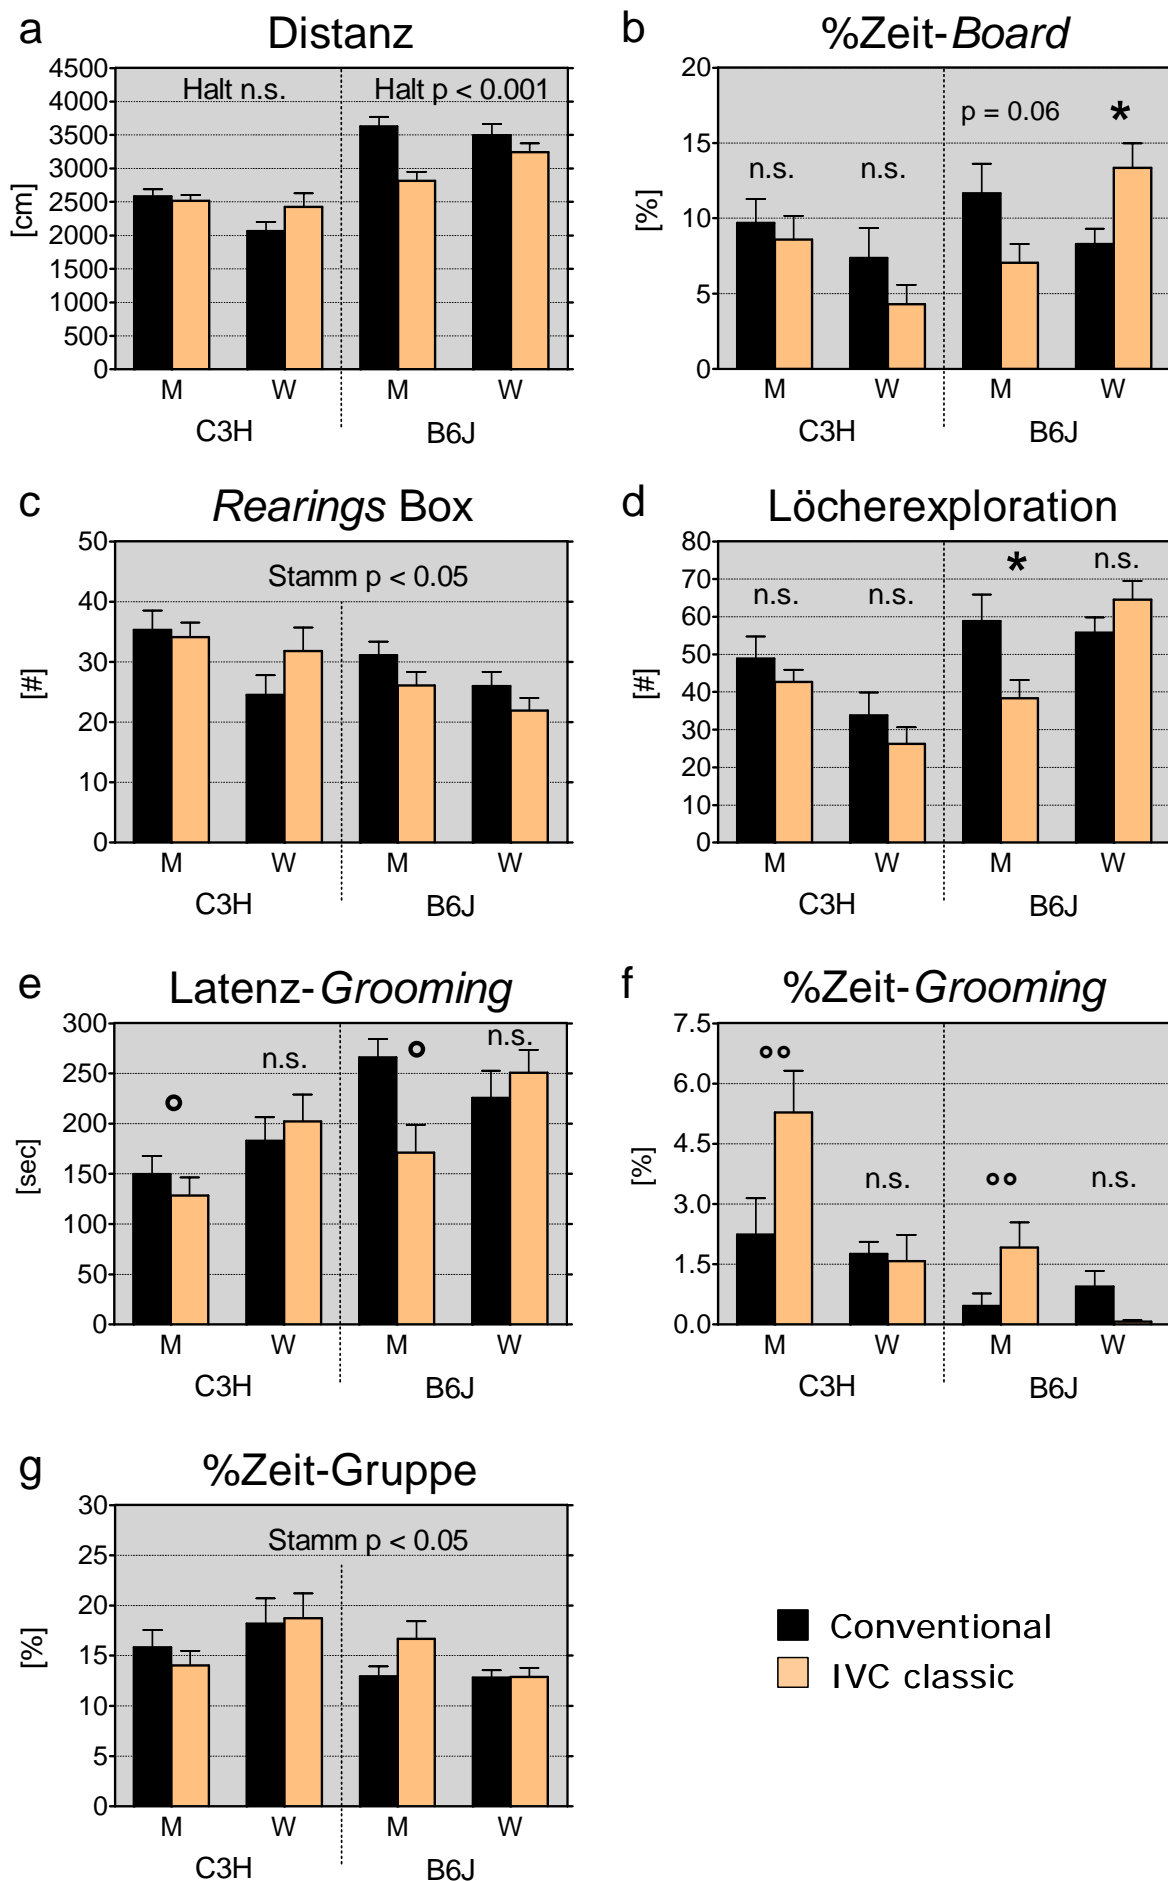 a Distanz
4500
4000
3500
3000
2500
2000
1500
1000
500
0
[cm]
Halt n.s.
Halt p < 0.001
M W M W
C3H B6J
b %Zeit-Board
20
15
10
5
0
[%]
n.s.
n.s.
p = 0.06
*
M W M W
C3H B6J
c Rearings Box
50
40
30
20
10
0
[#]
Stamm p < 0.05
M W M W
C3H B6J
d Löcherexploration
80
70
60
50
40
30
20
10
0
[#]
n.s.
n.s.
*
n.s.
M W M W
C3H B6J
e Latenz-Grooming
300
250
200
150
100
50
0
[sec]
°
n.s.
°
n.s.
M W M W
C3H B6J
f %Zeit-Grooming
7.5
6.0
4.5
3.0
1.5
0.0
[%]
°°
n.s.
°°
n.s.
M W M W
C3H B6J
g %Zeit-Gruppe
30
25
20
15
10
5
0
[%]
Stamm p < 0.05
M W M W
C3H B6J
Conventional
IVC classic